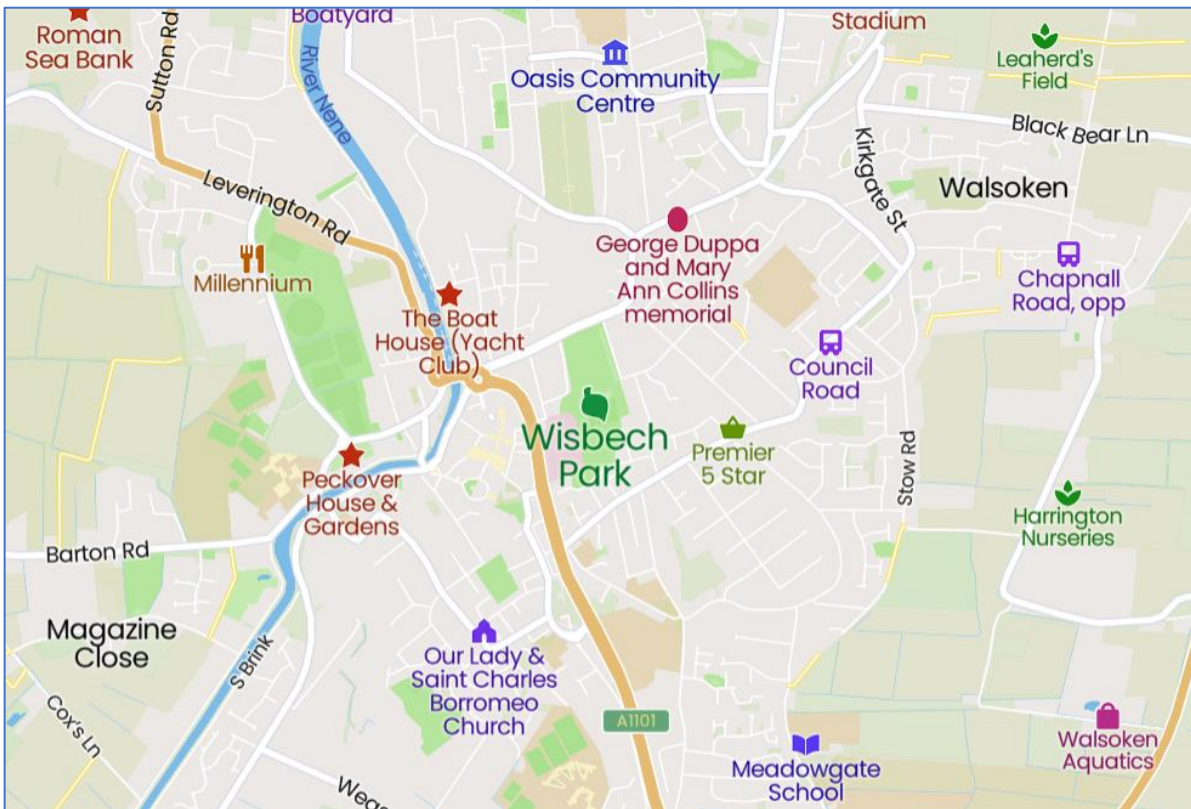 Boatyard
Stadium
Roman
Sea Bank
Sutton Rd
River Nene
Oasis Community
Centre
Leaherd's
Field
Black Bear Ln
Kirkgate St
Walsoken
Leverington Rd
Millennium
George Duppa
and Mary
Ann Collins
memorial
Chapnall
Road, opp
The Boat
House (Yacht
Club)
Council
Road
Wisbech
Park
Premier
5 Star
Stow Rd
Peckover
House &
Gardens
Harrington
Nurseries
Barton Rd
Magazine
Close
S Brink
Cox's Ln
Our Lady &
Saint Charles
Borromeo
Church
A1101
Walsoken
Aquatics
Meadowgate
School